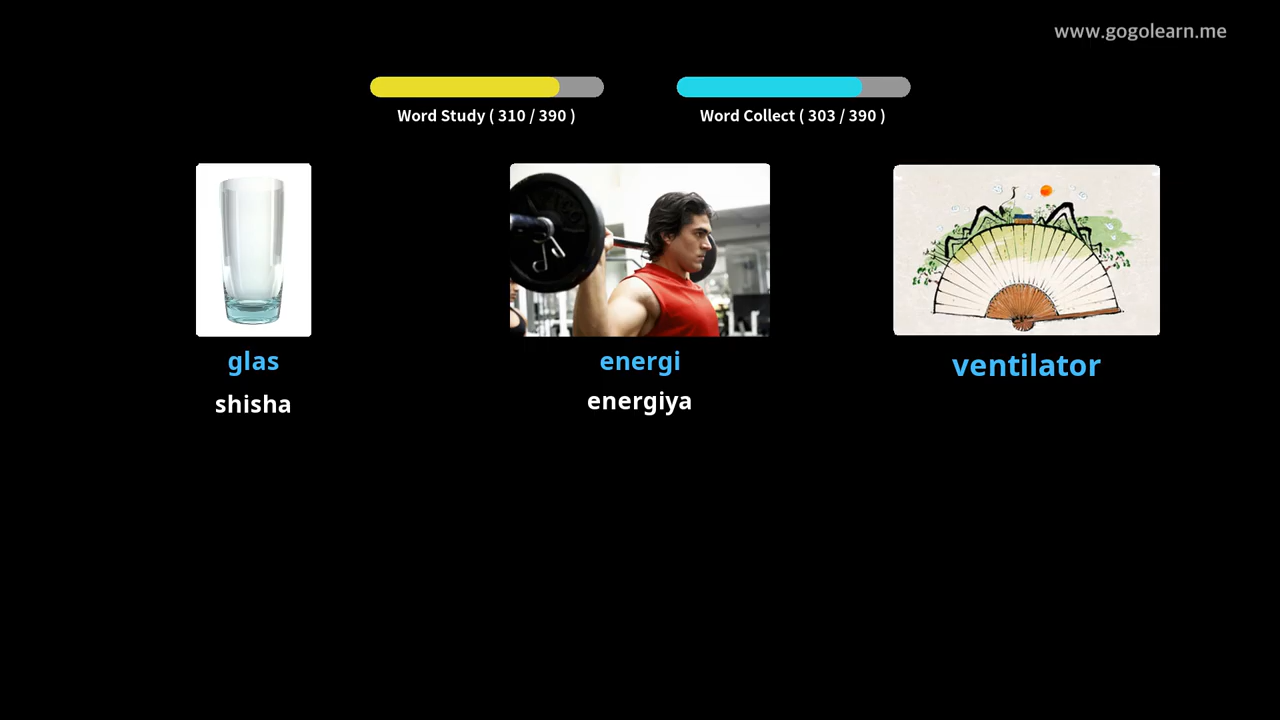 www.gogolearn.me
Word Study ( 310 / 390 )
Word Collect ( 303 / 390 )
glas
energi
ventilator
shisha
energiya